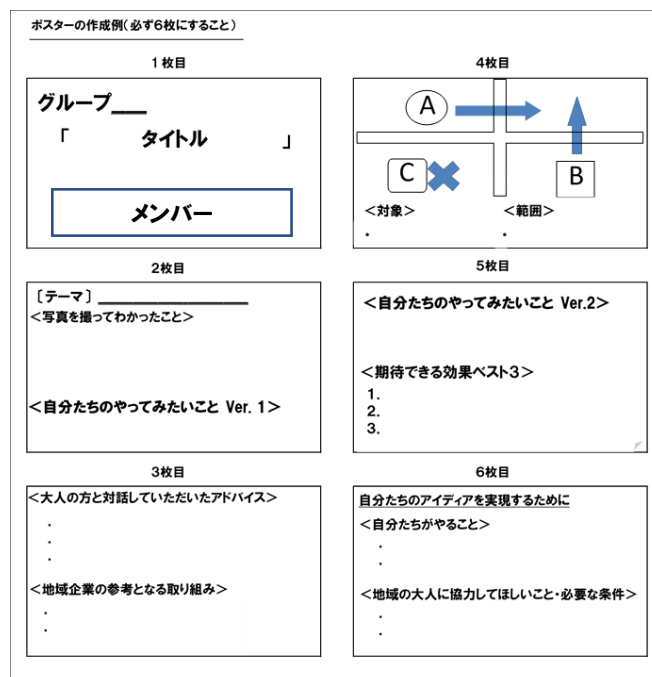 ポスターの作成例(必ず6枚にすること)
1枚目
グループ___
「 タイトル 」
メンバー
2枚目
〔テーマ〕____________________
<写真を撮ってわかったこと>
<自分たちのやってみたいこと Ver. 1>
3枚目
<大人の方と対話していただいたアドバイス>
・
・
・
<地域企業の参考となる取り組み>
・
・
4枚目
A
C
B
<対象> <範囲>
・ ・
5枚目
<自分たちのやってみたいこと Ver.2>
<期待できる効果ベスト3>
1.
2.
3.
6枚目
自分たちのアイディアを実現するために
<自分たちがやること>
・
・
<地域の大人に協力してほしいこと・必要な条件>
・
・